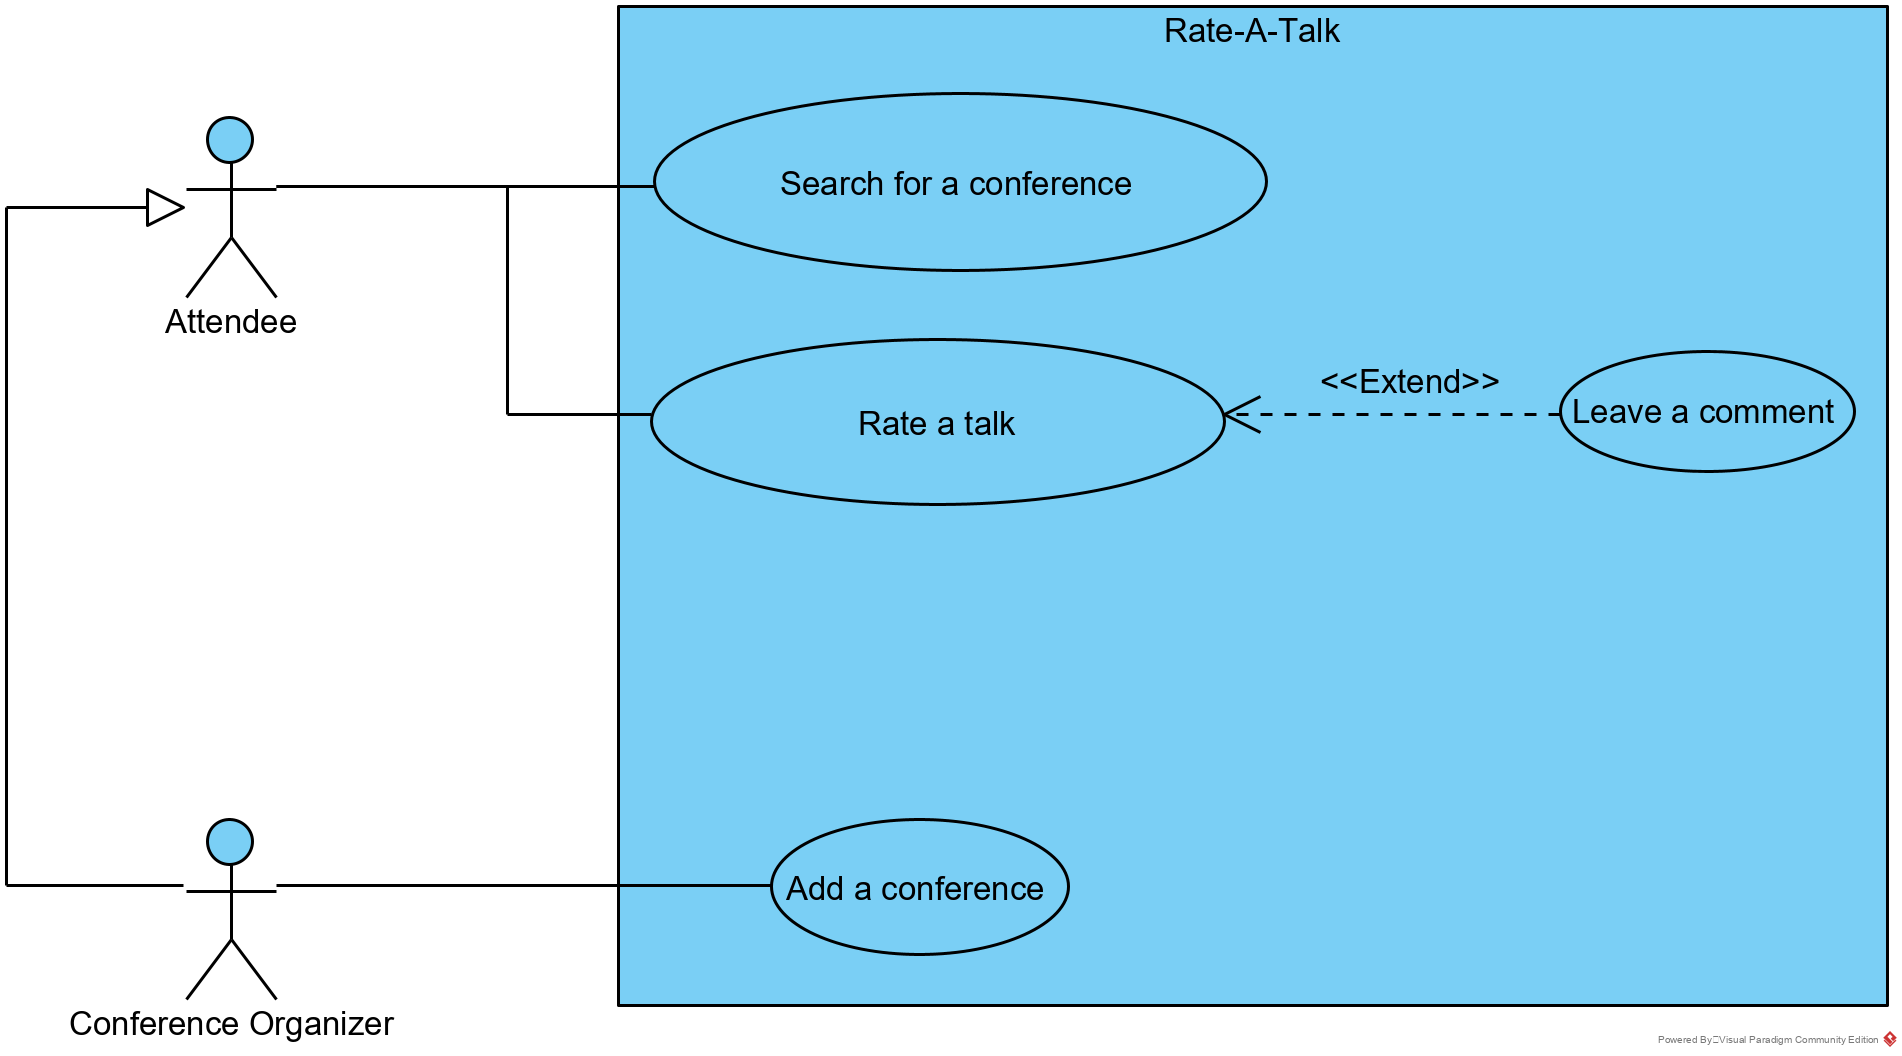 Rate-A-Talk
Search for a conference
Attendee
<<Extend>>
Rate a talk
Leave a comment
Add a conference
Conference Organizer
Powered By Visual Paradigm Community Edition